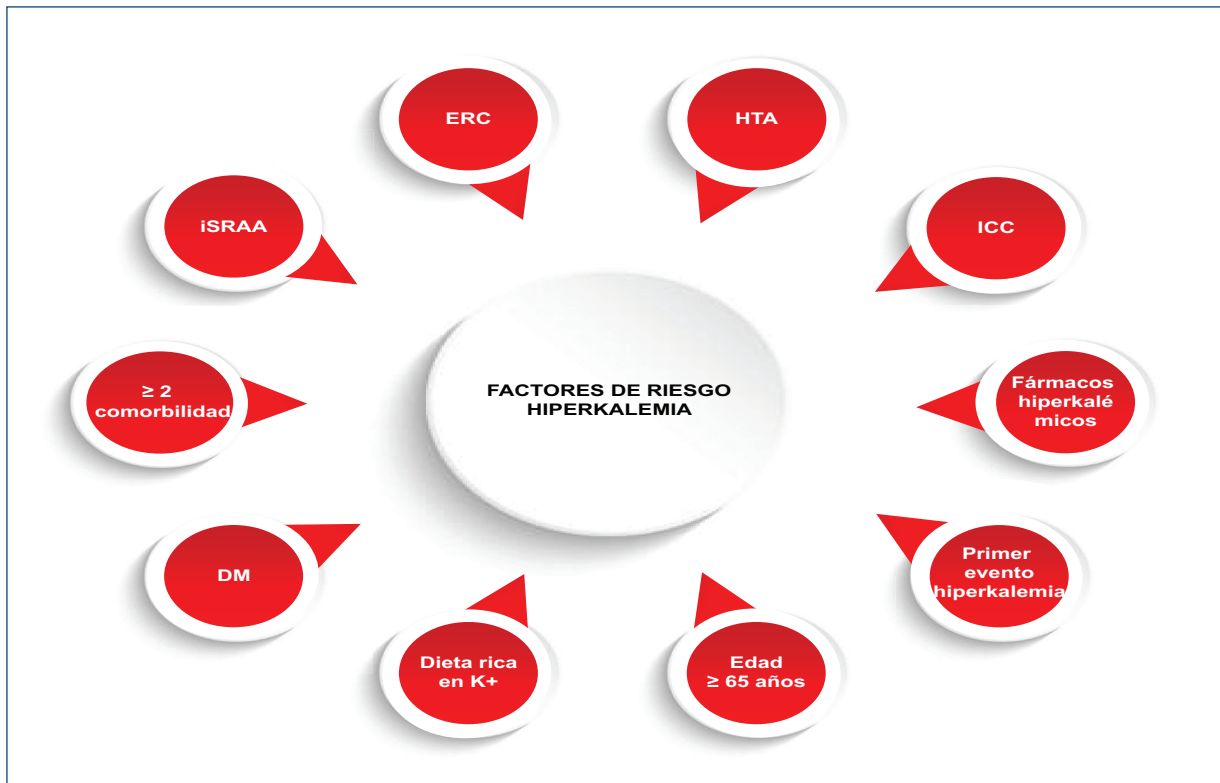 ERC
HTA
iSRAA
ICC
FACTORES DE RIESGO
HIPERKALEMIA
≥ 2
comorbilidad
Fármacos
hiperkalé
micos
DM
Primer
evento
hiperkalemia
Dieta rica
en K+
Edad
≥ 65 años